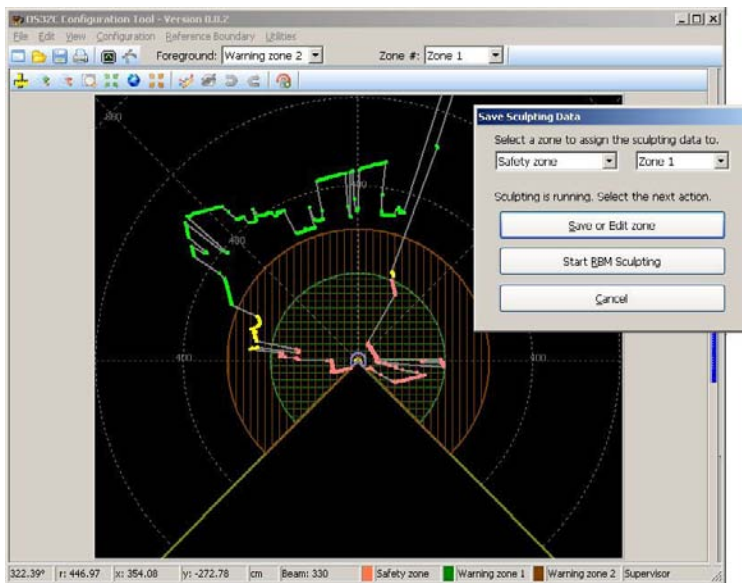 OS32C Configuration Tool - Version 0.0.2
File Edit View Configuration Reference Boundary Utilities
Foreground: Warning zone 2 Zone #: Zone 1
800
400
400
400
400
Save Sculpting Data
Select a zone to assign the sculpting data to.
Safety zone Zone 1
Sculpting is running. Select the next action.
Save or Edit zone
Start RBM Sculpting
Cancel
322.39° r: 446.97 x: 354.08 y: -272.78 cm Beam: 330 Safety zone Warning zone 1 Warning zone 2 Supervisor